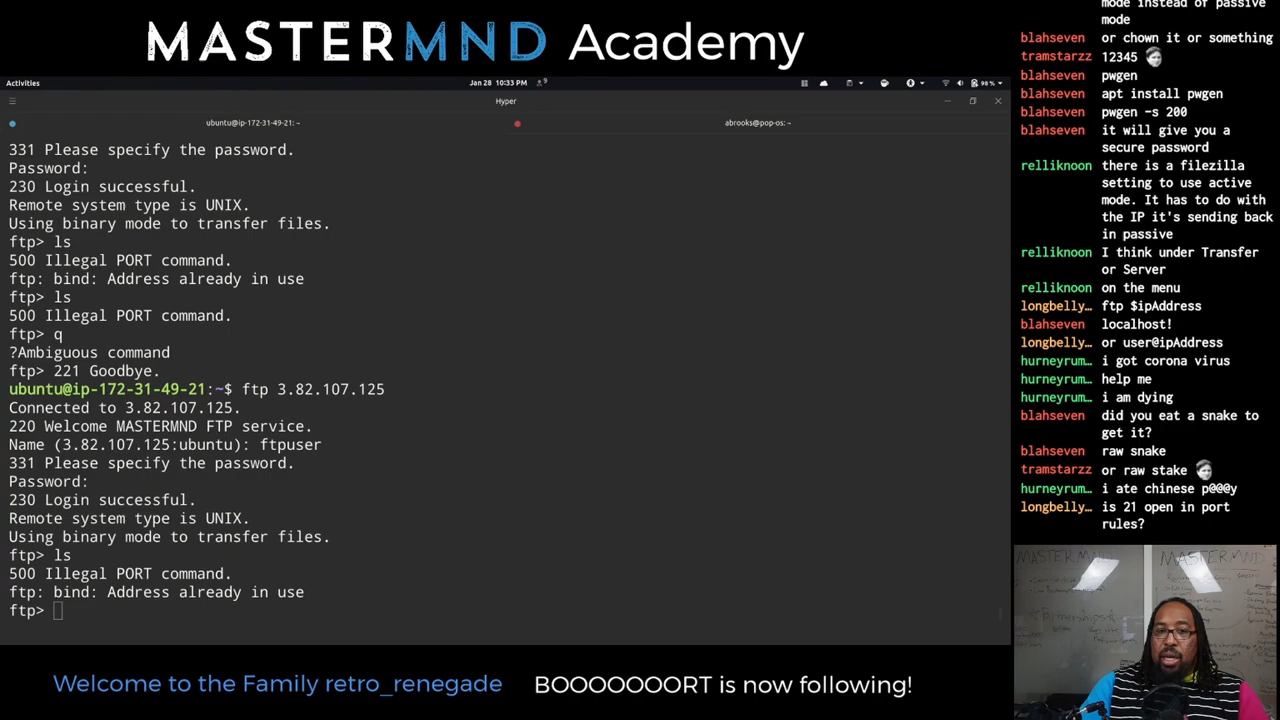 MASTERMND Academy
Activities
Jan 28 10:33 PM
98 %
Hyper
ubuntu@ip-172-31-49-21: ~
abrooks@pop-os: ~
331 Please specify the password.
Password:
230 Login successful.
Remote system type is UNIX.
Using binary mode to transfer files.
ftp> ls
500 Illegal PORT command.
ftp: bind: Address already in use
ftp> ls
500 Illegal PORT command.
ftp> q
?Ambiguous command
ftp> 221 Goodbye.
ubuntu@ip-172-31-49-21:~$ ftp 3.82.107.125
Connected to 3.82.107.125.
220 Welcome MASTERMND FTP service.
Name (3.82.107.125:ubuntu): ftpuser
331 Please specify the password.
Password:
230 Login successful.
Remote system type is UNIX.
Using binary mode to transfer files.
ftp> ls
500 Illegal PORT command.
ftp: bind: Address already in use
ftp>
mode instead of passive
mode
blahseven or chown it or something
tramstarzz 12345
blahseven pwgen
blahseven apt install pwgen
blahseven pwgen -s 200
blahseven it will give you a
secure password
relliknoon there is a filezilla
setting to use active
mode. It has to do with
the IP it's sending back
in passive
relliknoon I think under Transfer
or Server
relliknoon on the menu
longbelly… ftp $ipAddress
blahseven localhost!
longbelly… or user@ipAddress
hurneyrum… i got corona virus
hurneyrum… help me
hurneyrum… i am dying
blahseven did you eat a snake to
get it?
blahseven raw snake
tramstarzz or raw stake
hurneyrum… i ate chinese p@@@y
longbelly… is 21 open in port
rules?
MASTERMND
MASTERMND
Welcome to the Family retro_renegade
BOOOOOOORT is now following!